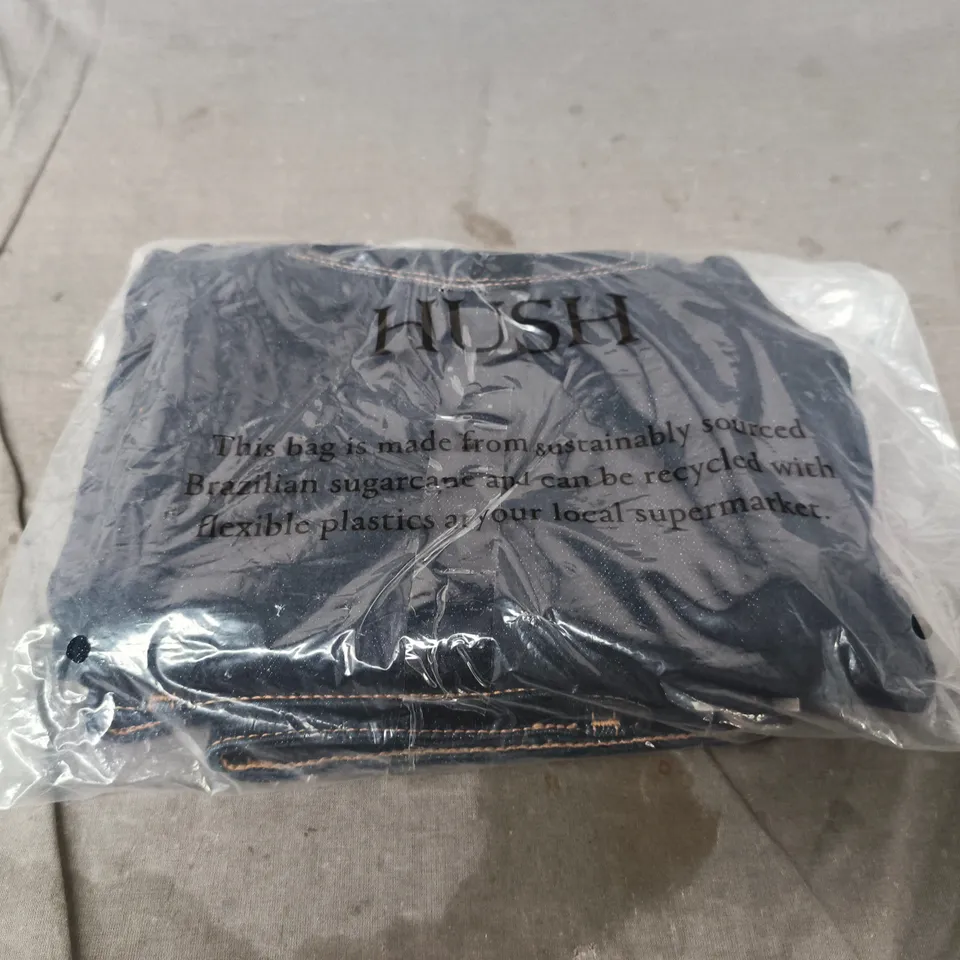 HUSH
This bag is made from sustainably sourced
Brazilian sugarcane and can be recycled with
flexible plastics at your local supermarket.